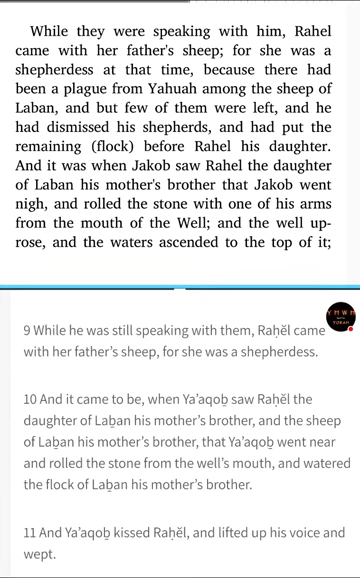 While they were speaking with him, Rahel
came with her father's sheep; for she was a
shepherdess at that time, because there had
been a plague from Yahuah among the sheep of
Laban, and but few of them were left, and he
had dismissed his shepherds, and had put the
remaining (flock) before Rahel his daughter.
And it was when Jakob saw Rahel the daughter
of Laban his mother's brother that Jakob went
nigh, and rolled the stone with one of his arms
from the mouth of the Well; and the well up-
rose, and the waters ascended to the top of it;
9 While he was still speaking with them, Raḥĕl came
with her father’s sheep, for she was a shepherdess.
10 And it came to be, when Ya’aqoḇ saw Raḥĕl the
daughter of Laḇan his mother’s brother, and the sheep
of Laḇan his mother’s brother, that Ya’aqoḇ went near
and rolled the stone from the well’s mouth, and watered
the flock of Laḇan his mother’s brother.
11 And Ya’aqoḇ kissed Raḥĕl, and lifted up his voice and
wept.